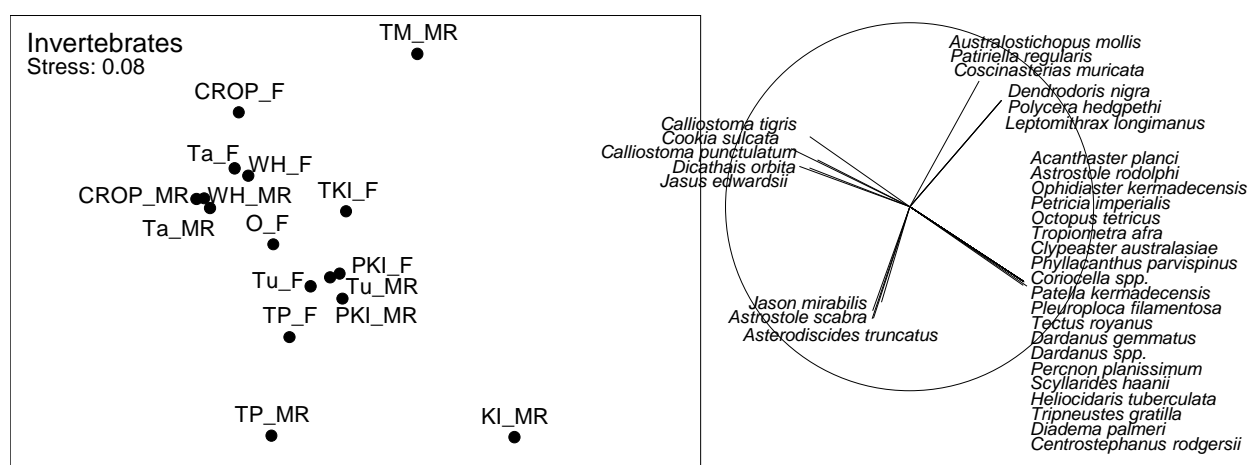 Invertebrates
Stress: 0.08
TM_MR
CROP_F
Ta_F
WH_F
CROP_MR
WH_MR
Ta_MR
TKI_F
O_F
PKI_F
Tu_F
Tu_MR
TP_F
PKI_MR
TP_MR
KI_MR
Australostichopus mollis
Patiriella regularis
Coscinasterias muricata
Dendrodoris nigra
Polycera hedgpethi
Leptomithrax longimanus
Calliostoma tigris
Cookia sulcata
Calliostoma punctulatum
Dicathais orbita
Jasus edwardsii
Acanthaster planci
Astrostole rodolphi
Ophidiaster kermadecensis
Petricia imperialis
Octopus tetricus
Tropiometra afra
Clypeaster australasiae
Phyllacanthus parvispinus
Coriocella spp.
Patella kermadecensis
Pleuroploca filamentosa
Tectus royanus
Dardanus gemmatus
Dardanus spp.
Percnon planissimum
Scyllarides haanii
Heliocidaris tuberculata
Tripneustes gratilla
Diadema palmeri
Centrostephanus rodgersii
Jason mirabilis
Astrostole scabra
Asterodiscides truncatus